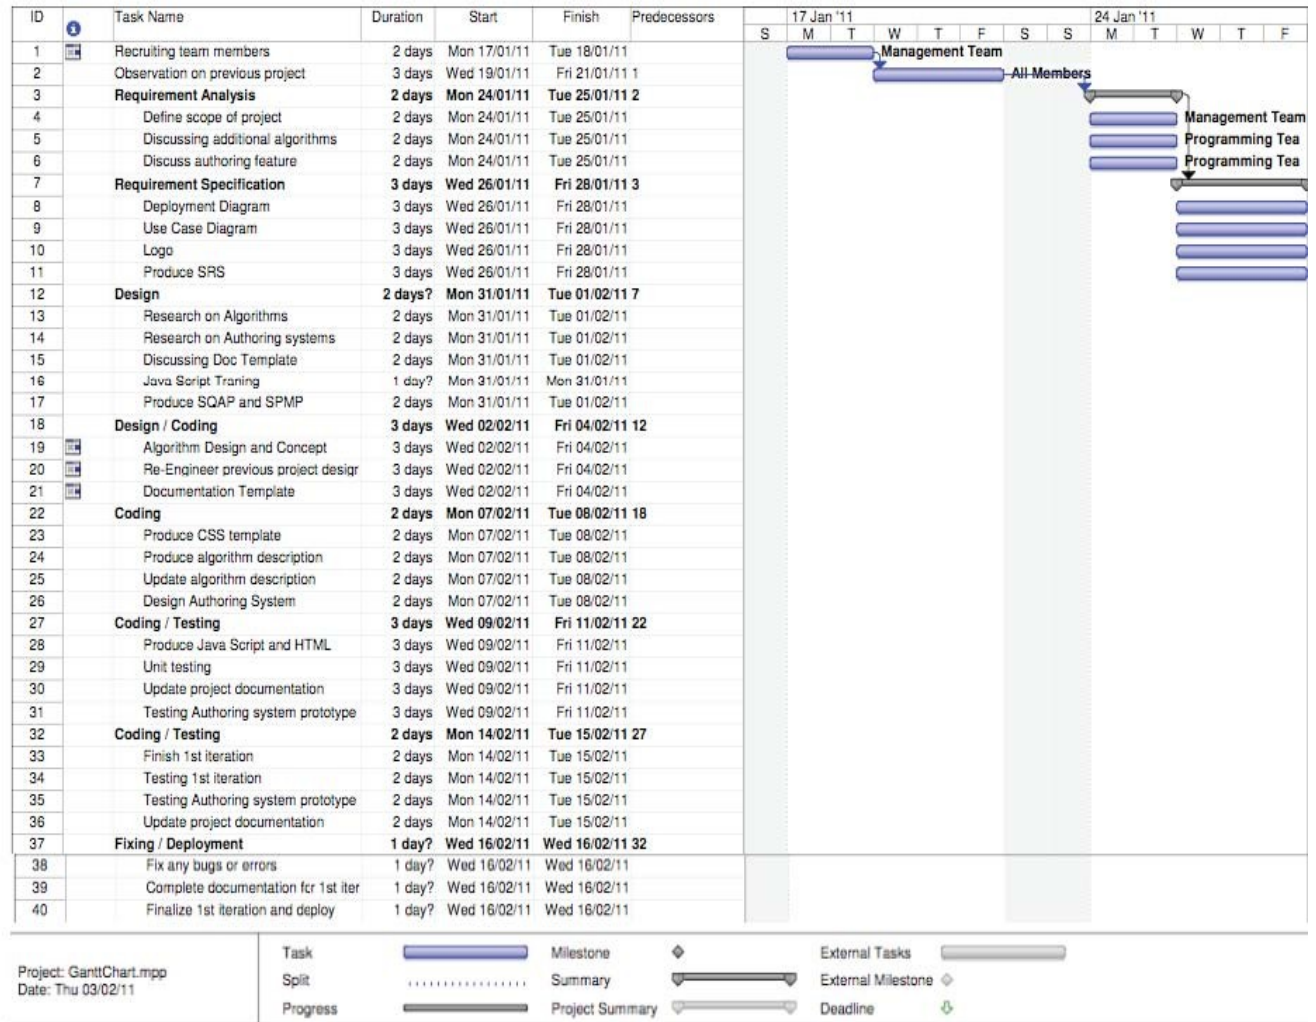 ID Task Name Duration Start Finish Predecessors 17 Jan '11 24 Jan '11
S M T W T F S S M T W T F
1 Recruiting team members 2 days Mon 17/01/11 Tue 18/01/11 Management Team
2 Observation on previous project 3 days Wed 19/01/11 Fri 21/01/11 1 All Members
3 Requirement Analysis 2 days Mon 24/01/11 Tue 25/01/11 2
4 Define scope of project 2 days Mon 24/01/11 Tue 25/01/11 Management Team
5 Discussing additional algorithms 2 days Mon 24/01/11 Tue 25/01/11 Programming Tea
6 Discuss authoring feature 2 days Mon 24/01/11 Tue 25/01/11 Programming Tea
7 Requirement Specification 3 days Wed 26/01/11 Fri 28/01/11 3
8 Deployment Diagram 3 days Wed 26/01/11 Fri 28/01/11
9 Use Case Diagram 3 days Wed 26/01/11 Fri 28/01/11
10 Logo 3 days Wed 26/01/11 Fri 28/01/11
11 Produce SRS 3 days Wed 26/01/11 Fri 28/01/11
12 Design 2 days? Mon 31/01/11 Tue 01/02/11 7
13 Research on Algorithms 2 days Mon 31/01/11 Tue 01/02/11
14 Research on Authoring systems 2 days Mon 31/01/11 Tue 01/02/11
15 Discussing Doc Template 2 days Mon 31/01/11 Tue 01/02/11
16 Java Script Traning 1 day? Mon 31/01/11 Mon 31/01/11
17 Produce SQAP and SPMP 2 days Mon 31/01/11 Tue 01/02/11
18 Design / Coding 3 days Wed 02/02/11 Fri 04/02/11 12
19 Algorithm Design and Concept 3 days Wed 02/02/11 Fri 04/02/11
20 Re-Engineer previous project desigr 3 days Wed 02/02/11 Fri 04/02/11
21 Documentation Template 3 days Wed 02/02/11 Fri 04/02/11
22 Coding 2 days Mon 07/02/11 Tue 08/02/11 18
23 Produce CSS template 2 days Mon 07/02/11 Tue 08/02/11
24 Produce algorithm description 2 days Mon 07/02/11 Tue 08/02/11
25 Update algorithm description 2 days Mon 07/02/11 Tue 08/02/11
26 Design Authoring System 2 days Mon 07/02/11 Tue 08/02/11
27 Coding / Testing 3 days Wed 09/02/11 Fri 11/02/11 22
28 Produce Java Script and HTML 3 days Wed 09/02/11 Fri 11/02/11
29 Unit testing 3 days Wed 09/02/11 Fri 11/02/11
30 Update project documentation 3 days Wed 09/02/11 Fri 11/02/11
31 Testing Authoring system prototype 3 days Wed 09/02/11 Fri 11/02/11
32 Coding / Testing 2 days Mon 14/02/11 Tue 15/02/11 27
33 Finish 1st iteration 2 days Mon 14/02/11 Tue 15/02/11
34 Testing 1st iteration 2 days Mon 14/02/11 Tue 15/02/11
35 Testing Authoring system prototype 2 days Mon 14/02/11 Tue 15/02/11
36 Update project documentation 2 days Mon 14/02/11 Tue 15/02/11
37 Fixing / Deployment 1 day? Wed 16/02/11 Wed 16/02/11 32
38 Fix any bugs or errors 1 day? Wed 16/02/11 Wed 16/02/11
39 Complete documentation for 1st iter 1 day? Wed 16/02/11 Wed 16/02/11
40 Finalize 1st iteration and deploy 1 day? Wed 16/02/11 Wed 16/02/11
Project: GanttChart.mpp
Date: Thu 03/02/11
Task Milestone External Tasks
Split Summary External Milestone
Progress Project Summary Deadline